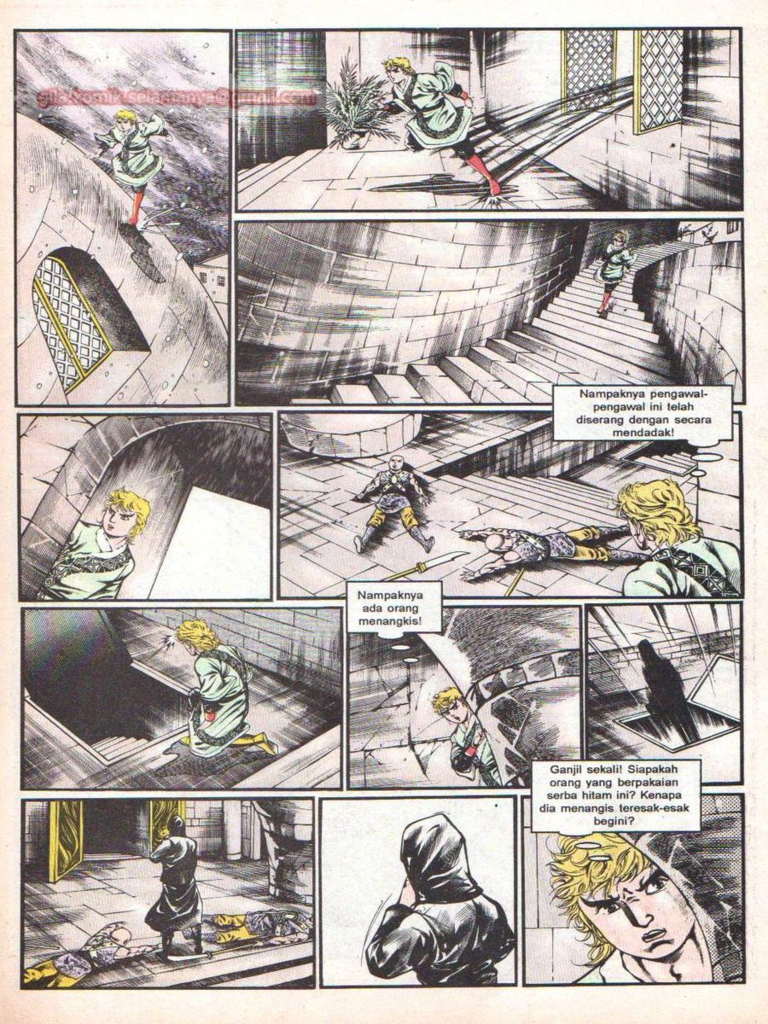 Nampaknya pengawal-
pengawal ini telah
diserang dengan secara
mendadak!
Nampaknya
ada orang
menangkis!
Ganjil sekali! Siapakah
orang yang berpakaian
serba hitam ini? Kenapa
dia menangis teresak-esak
begini?